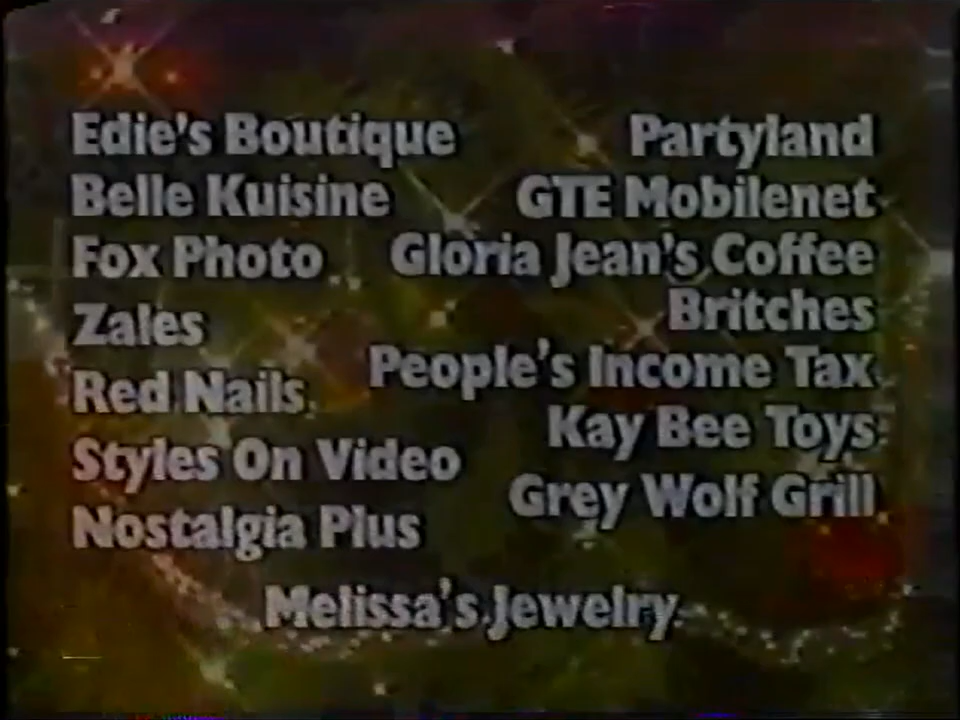 Edie's Boutique
Belle Kuisine
Fox Photo
Zales
Red Nails
Styles On Video
Nostalgia Plus
Partyland
GTE Mobilenet
Gloria Jean's Coffee
Britches
People's Income Tax
Kay Bee Toys
Grey Wolf Grill
Melissa's Jewelry